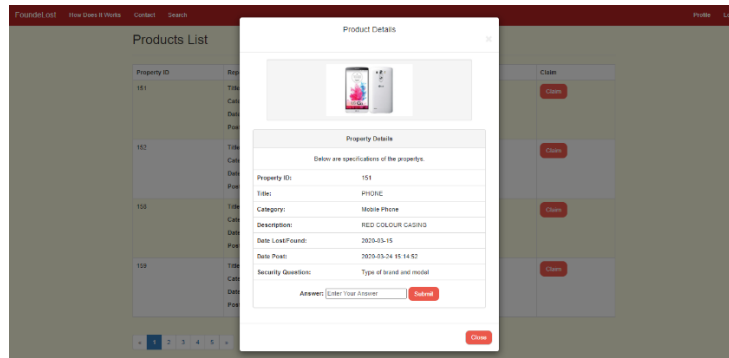 FoundeLost How Does It Works Contact Search Profile
Products List
Property ID
Claim
151
Claim
152
Claim
158
Claim
159
Claim
« 1 2 3 4 5 »
Product Details
×
Property Details
Below are specifications of the propertys.
Property ID: 151
Title: PHONE
Category: Mobile Phone
Description: RED COLOUR CASING
Date Lost/Found: 2020-03-15
Date Post: 2020-03-24 15:14:52
Security Question: Type of brand and model
Answer: Enter Your Answer Submit
Close